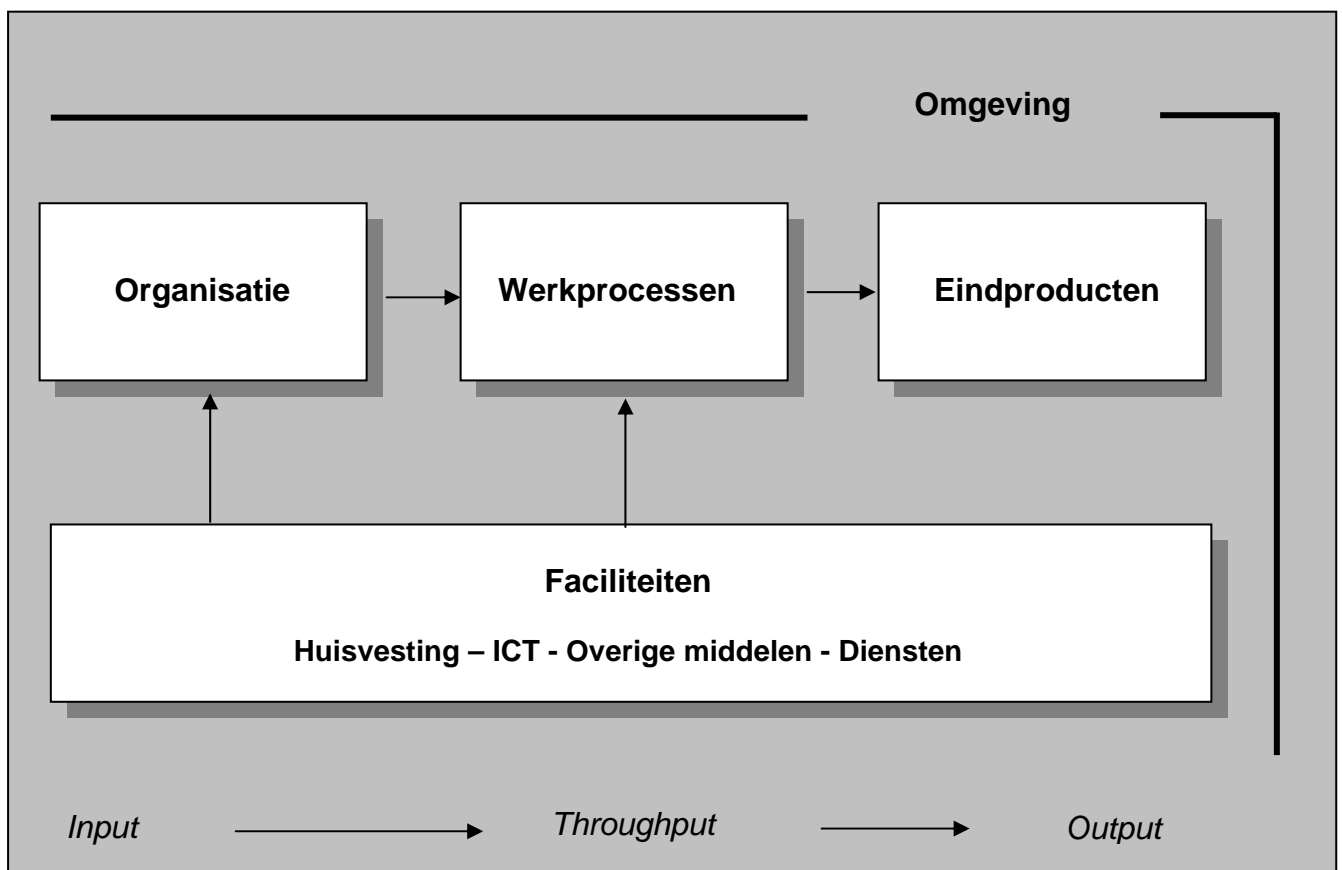 Omgeving
Organisatie
Werkprocessen
Eindproducten
Faciliteiten
Huisvesting – ICT - Overige middelen - Diensten
Input
Throughput
Output